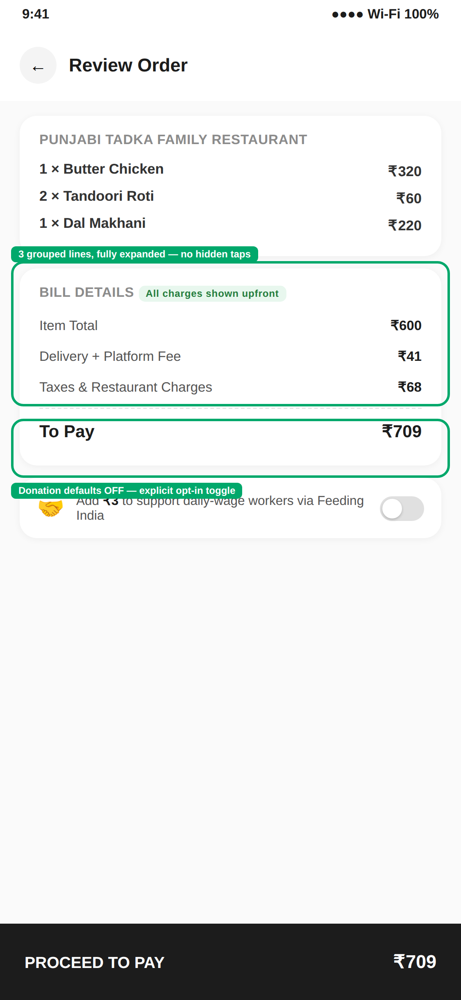 9:41 ●●●● Wi-Fi 100%
← Review Order
PUNJABI TADKA FAMILY RESTAURANT
1 × Butter Chicken ₹320
2 × Tandoori Roti ₹60
1 × Dal Makhani ₹220
3 grouped lines, fully expanded — no hidden taps
BILL DETAILS All charges shown upfront
Item Total ₹600
Delivery + Platform Fee ₹41
Taxes & Restaurant Charges ₹68
To Pay ₹709
Donation defaults OFF — explicit opt-in toggle
Add ₹3 to support daily-wage workers via Feeding
India
PROCEED TO PAY ₹709